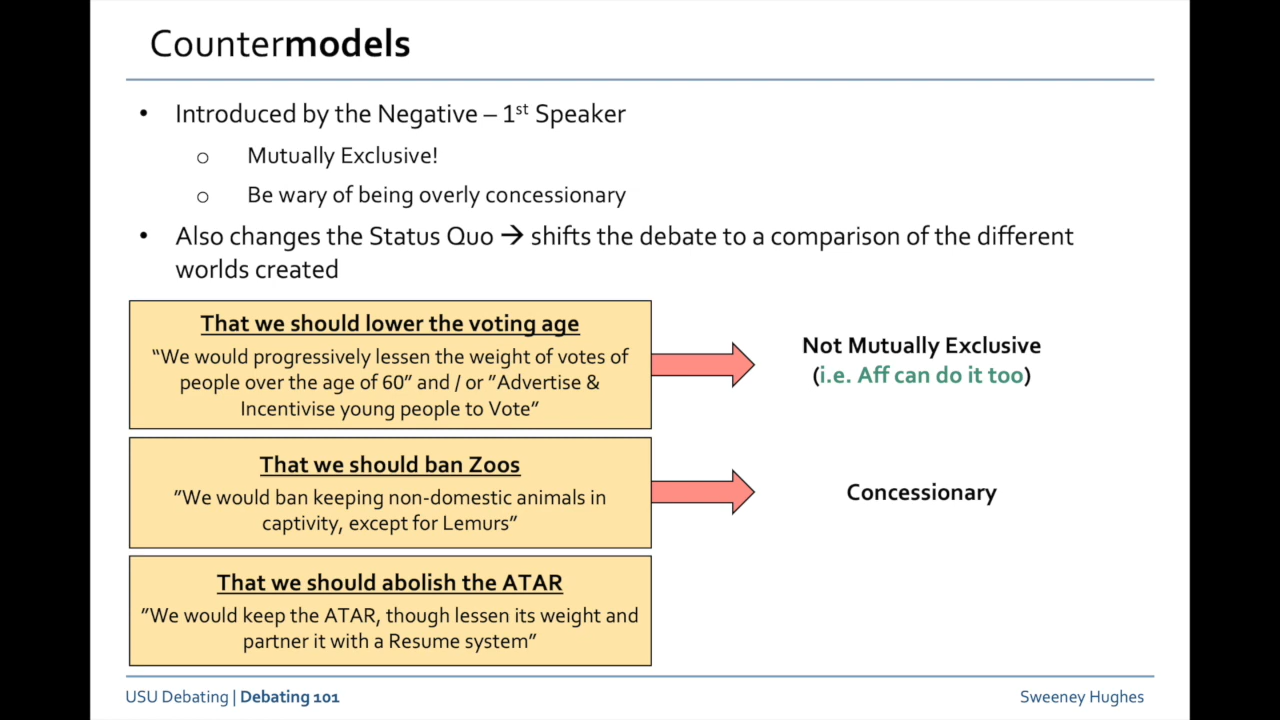 Countermodels
• Introduced by the Negative – 1st Speaker
o Mutually Exclusive!
o Be wary of being overly concessionary
• Also changes the Status Quo → shifts the debate to a comparison of the different
worlds created
That we should lower the voting age
“We would progressively lessen the weight of votes of
people over the age of 60” and / or ”Advertise &
Incentivise young people to Vote”
Not Mutually Exclusive
(i.e. Aff can do it too)
That we should ban Zoos
”We would ban keeping non-domestic animals in
captivity, except for Lemurs”
Concessionary
That we should abolish the ATAR
”We would keep the ATAR, though lessen its weight and
partner it with a Resume system”
USU Debating | Debating 101
Sweeney Hughes